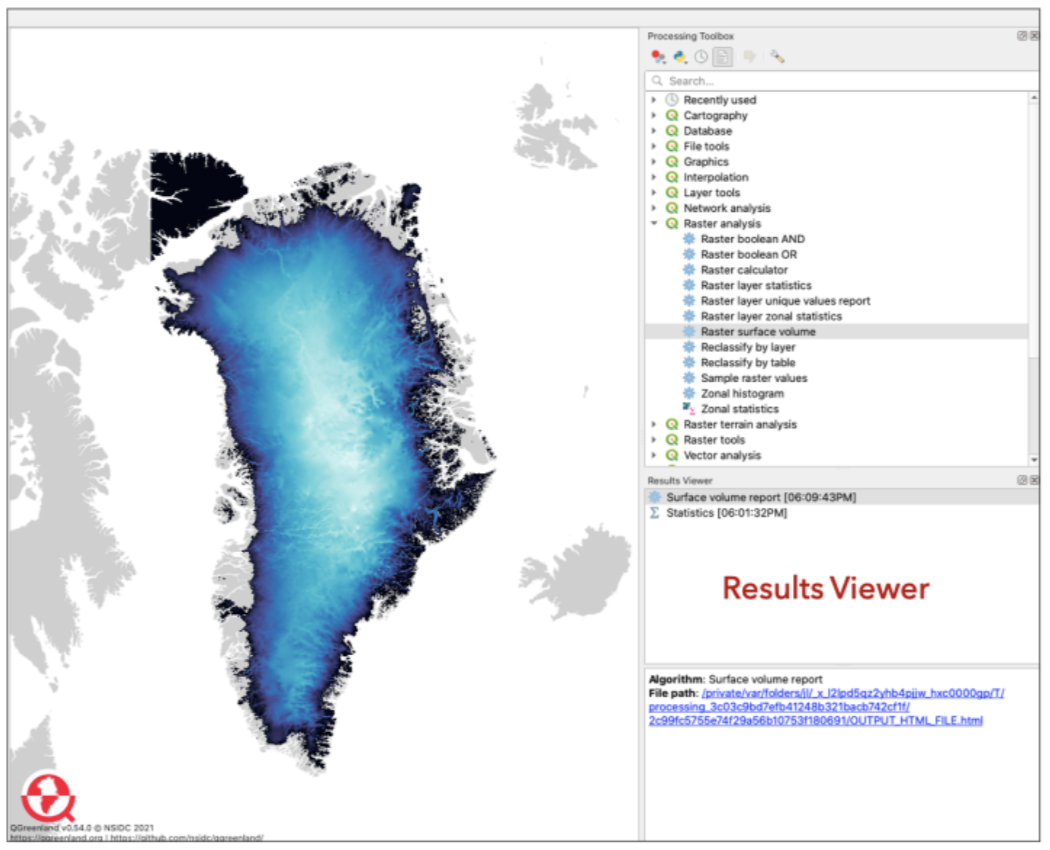 Processing Toolbox
Search...
Recently used
Cartography
Database
File tools
Graphics
Interpolation
Layer tools
Network analysis
Raster analysis
Raster boolean AND
Raster boolean OR
Raster calculator
Raster layer statistics
Raster layer unique values report
Raster layer zonal statistics
Raster surface volume
Reclassify by layer
Reclassify by table
Sample raster values
Zonal histogram
Zonal statistics
Raster terrain analysis
Raster tools
Vector analysis
Results Viewer
Surface volume report [06:09:43PM]
Statistics [06:01:32PM]
Results Viewer
Algorithm: Surface volume report
File path: /private/var/folders/jl/_x_l2lpd5qz2yhb4pjjw_hxc0000gp/T/
processing_3c03c9bd7efb41248b321bacb742cf1f/
2c99fc5755e74f29a56b10753f180691/OUTPUT_HTML_FILE.html
QGreenland v0.54.0 © NSIDC 2021
https://qgreenland.org | https://github.com/nsidc/qgreenland/